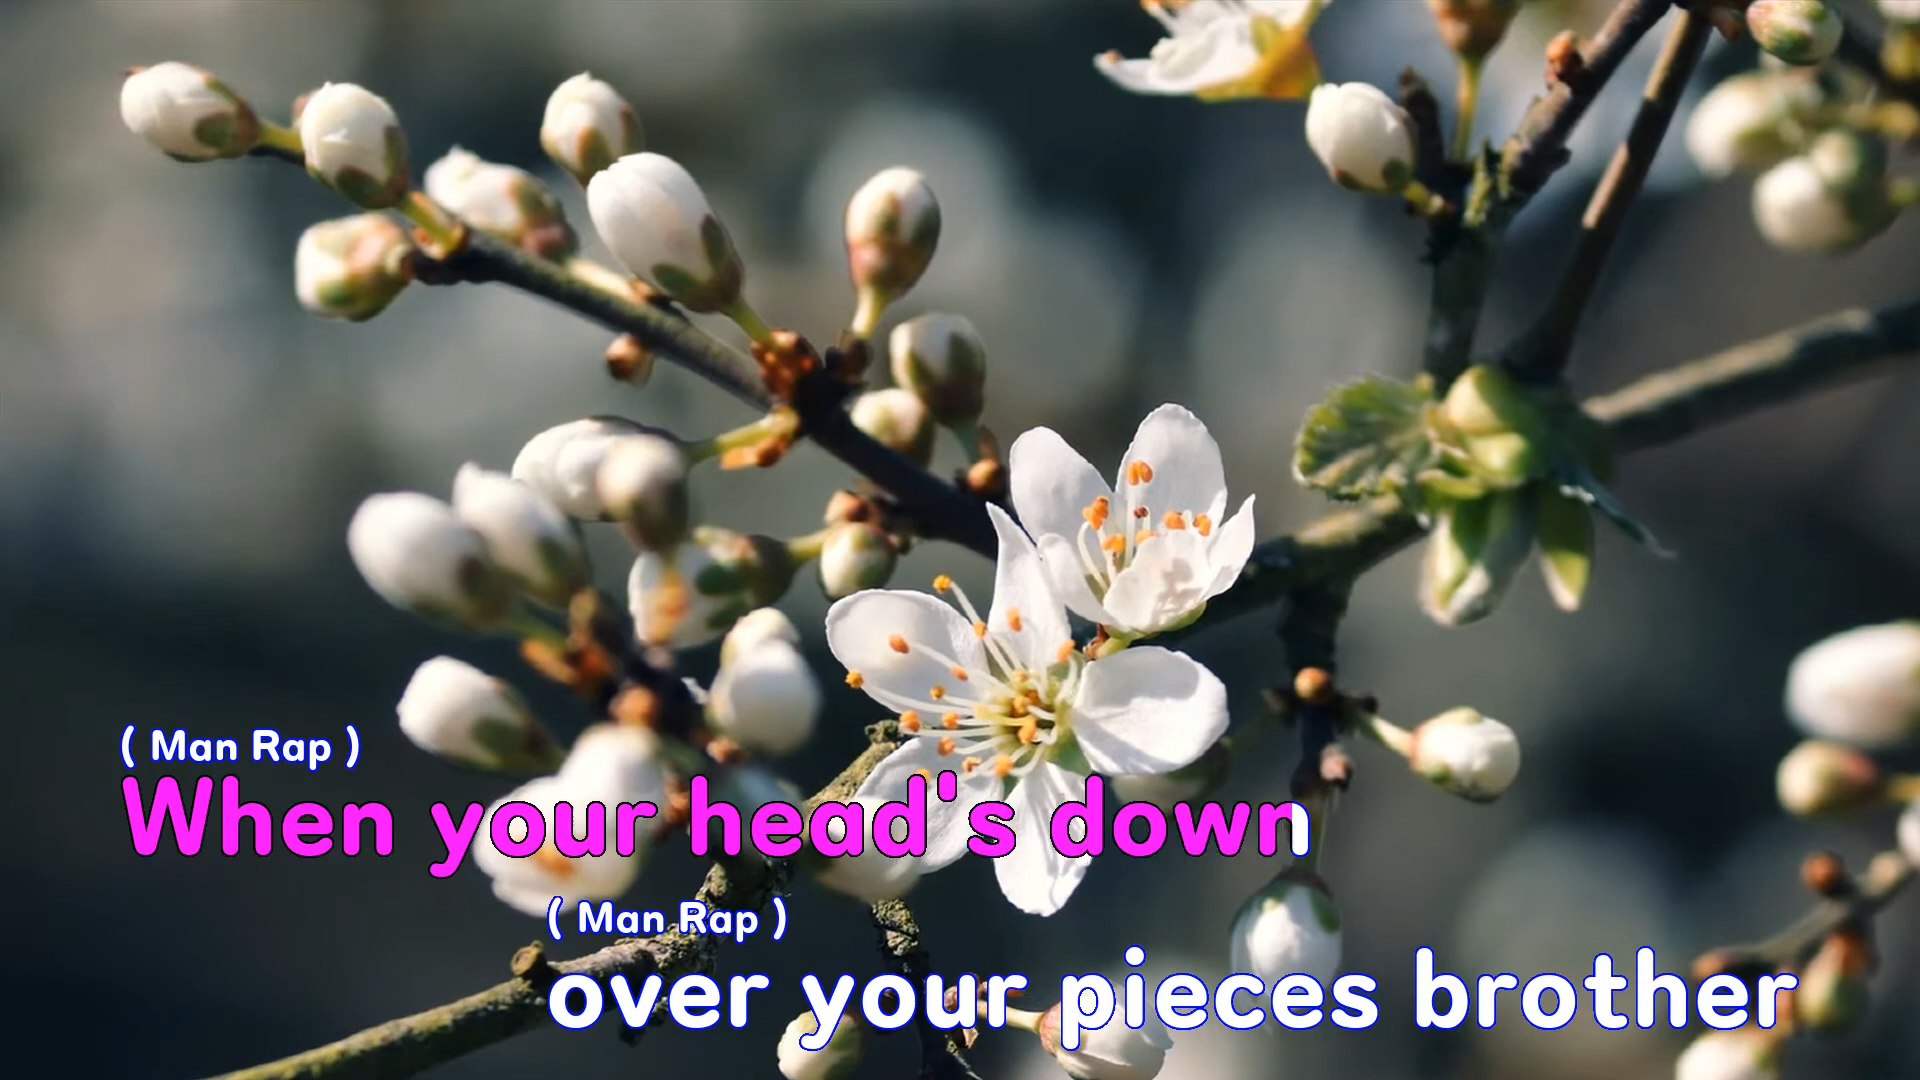 ( Man Rap )
When your head's down
( Man Rap )
over your pieces brother